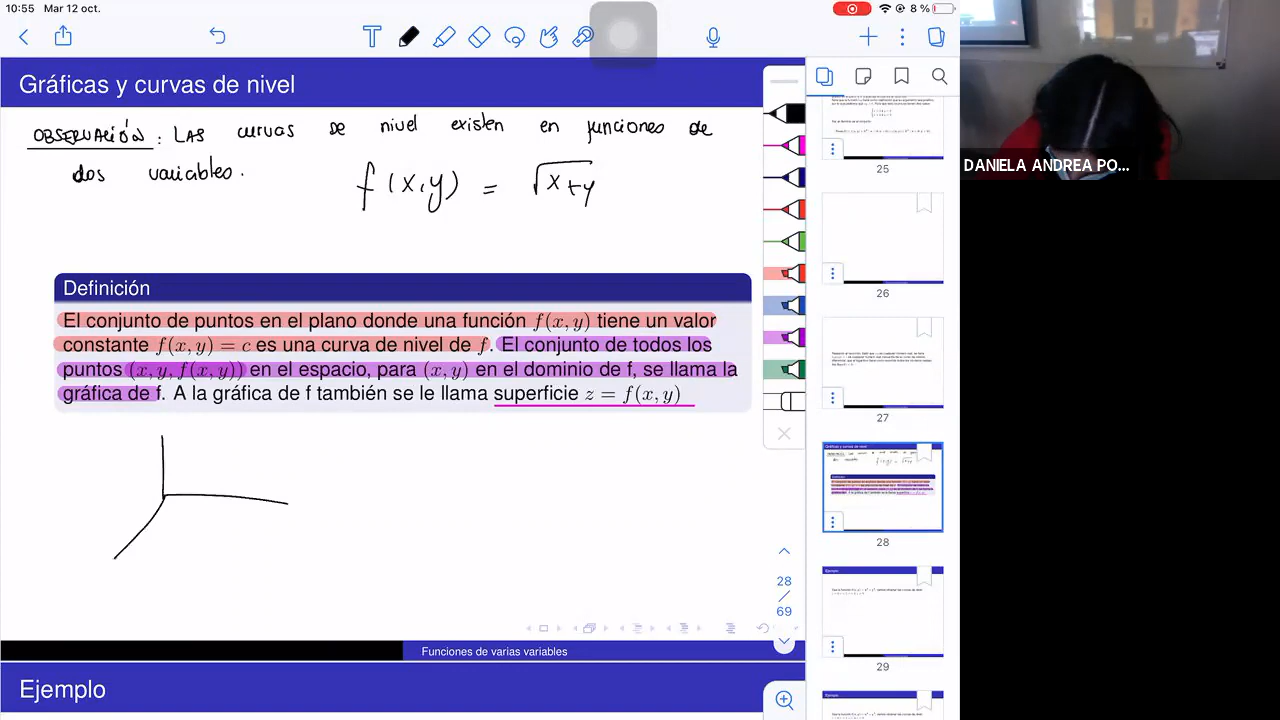 10:55 Mar 12 oct.
8 %
Gráficas y curvas de nivel
OBSERVACIÓN: LAS curvas de nivel existen en funciones de
dos variables.
f(x,y) = √x+y
Definición
El conjunto de puntos en el plano donde una función f(x, y) tiene un valor
constante f(x, y) = c es una curva de nivel de f. El conjunto de todos los
puntos (x, y, f(x, y)) en el espacio, para (x, y) en el dominio de f, se llama la
gráfica de f. A la gráfica de f también se le llama superficie z = f(x, y)
28
/
69
Funciones de varias variables
Ejemplo
25
26
27
28
29
DANIELA ANDREA PO...